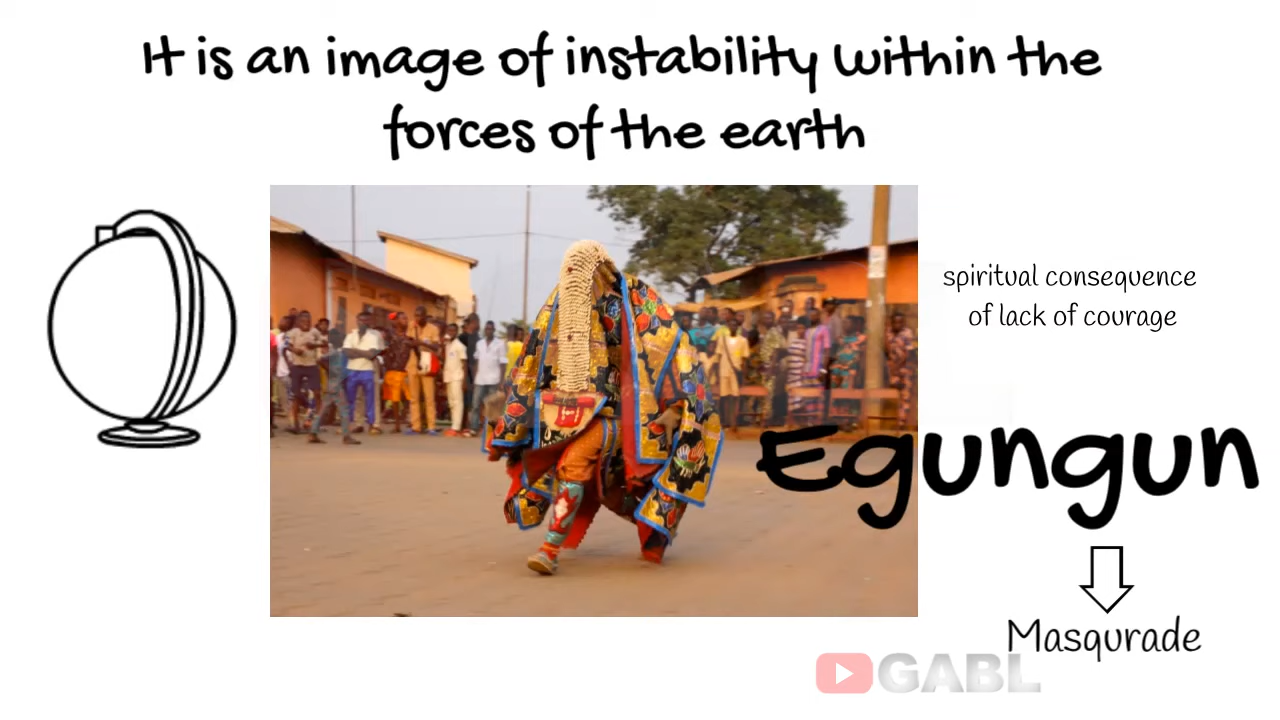 It is an image of instability within the
forces of the earth
spiritual consequence
of lack of courage
Egungun
Masqurade
GABL